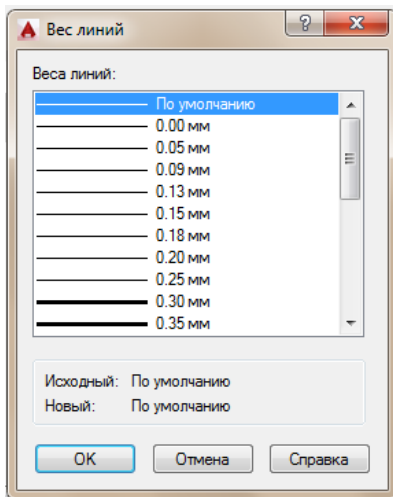 Вес линий
Веса линий:
По умолчанию
0.00 мм
0.05 мм
0.09 мм
0.13 мм
0.15 мм
0.18 мм
0.20 мм
0.25 мм
0.30 мм
0.35 мм
Исходный: По умолчанию
Новый: По умолчанию
OK Отмена Справка